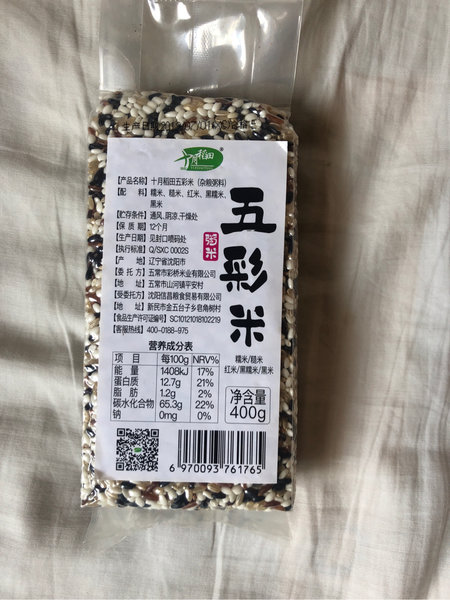 生产日期
十月稻田
【产品名称】 十月稻田五彩米（杂粮粥料）
【配 料】 糯米、糙米、红米、黑糯米、
黑米
【贮存条件】 通风、阴凉、干燥处
【保 质 期】 12个月
【生产日期】 见封口喷码处
【执行标准】 Q/SXC 0002S
【产 地】 辽宁省沈阳市
【委 托 方】 五常市彩桥米业有限公司
【地 址】 五常市山河镇平安村
【受委托方】 沈阳信昌粮食贸易有限公司
【地 址】 新民市金五台子乡皂角树村
【食品生产许可证编号】 SC10121018102219
【客服热线】 400-0188-975
五彩米
粥米
糯米/糙米
红米/黑糯米/黑米
净含量
400g
营养成分表
项 目 每100g NRV%
能 量 1408kJ 17%
蛋白质 12.7g 21%
脂 肪 1.2g 2%
碳水化合物 65.3g 22%
钠 0mg 0%
6 970093 761765